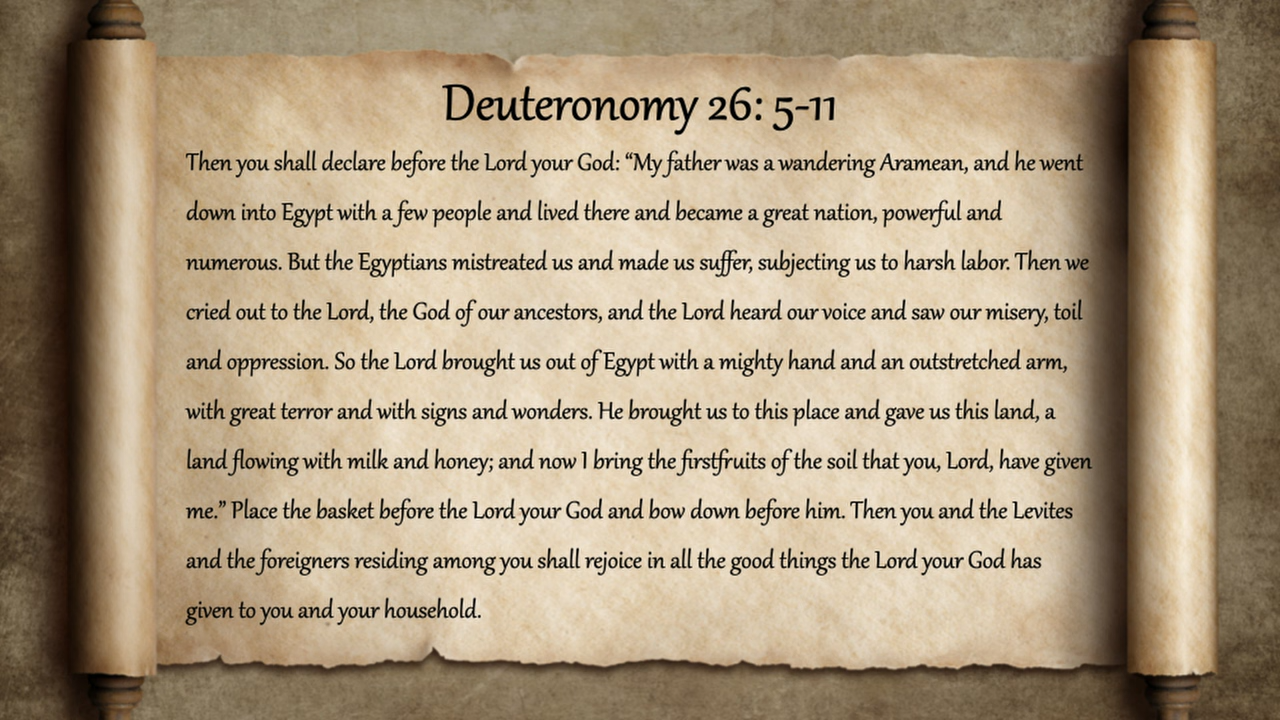 Deuteronomy 26: 5-11
Then you shall declare before the Lord your God: “My father was a wandering Aramean, and he went
down into Egypt with a few people and lived there and became a great nation, powerful and
numerous. But the Egyptians mistreated us and made us suffer, subjecting us to harsh labor. Then we
cried out to the Lord, the God of our ancestors, and the Lord heard our voice and saw our misery, toil
and oppression. So the Lord brought us out of Egypt with a mighty hand and an outstretched arm,
with great terror and with signs and wonders. He brought us to this place and gave us this land, a
land flowing with milk and honey; and now I bring the firstfruits of the soil that you, Lord, have given
me.” Place the basket before the Lord your God and bow down before him. Then you and the Levites
and the foreigners residing among you shall rejoice in all the good things the Lord your God has
given to you and your household.